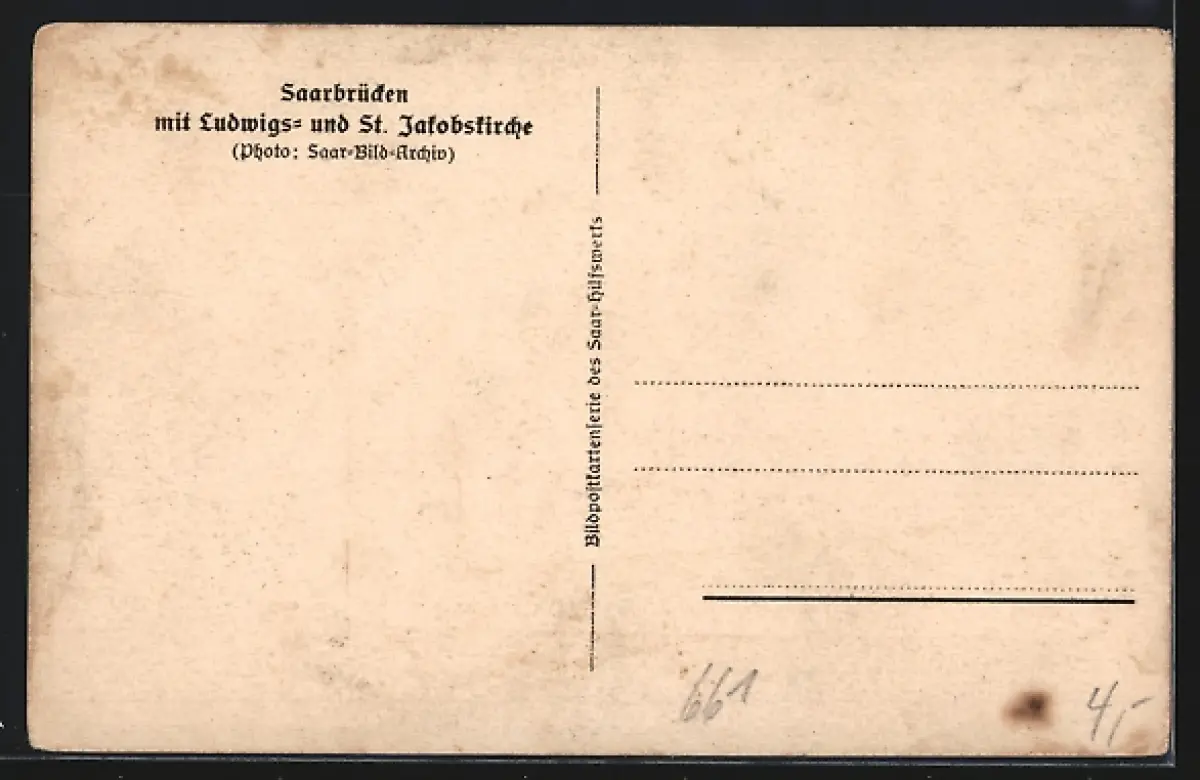 Saarbrücken
mit Ludwigs= und St. Jakobskirche
(Photo: Saar=Bild=Archiv)
Bildpostkartenserie des Saar-Hilfswerks
661
4,-